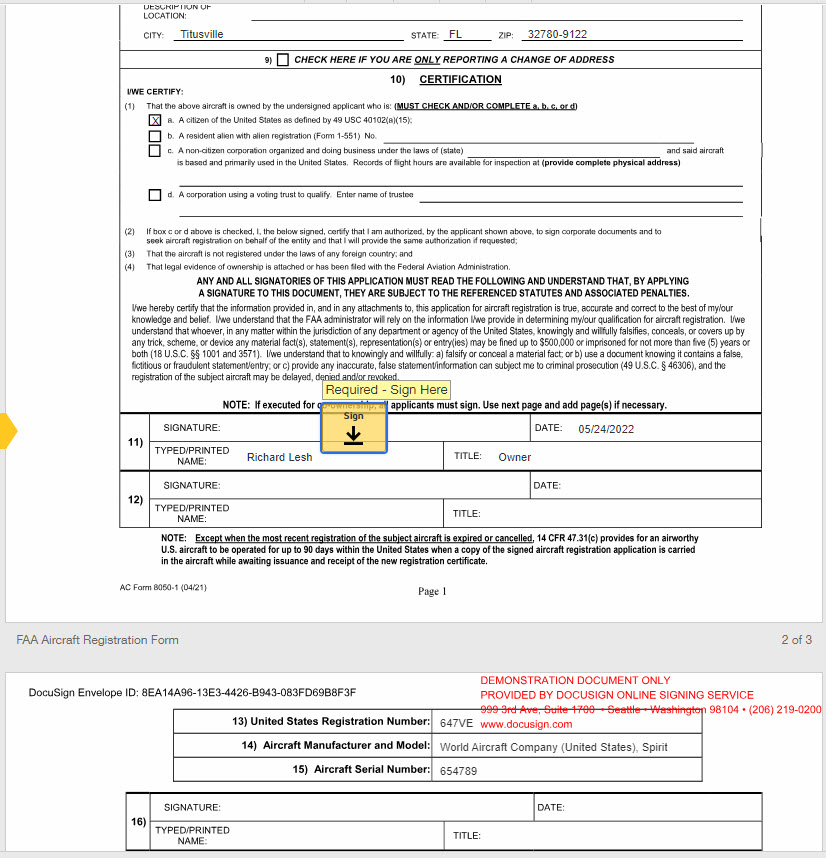 DESCRIPTION OF
LOCATION:
CITY: Titusville STATE: FL ZIP: 32780-9122
9) CHECK HERE IF YOU ARE ONLY REPORTING A CHANGE OF ADDRESS
10) CERTIFICATION
I/WE CERTIFY:
(1) That the above aircraft is owned by the undersigned applicant who is: (MUST CHECK AND/OR COMPLETE a, b, c, or d)
X a. A citizen of the United States as defined by 49 USC 40102(a)(15);
b. A resident alien with alien registration (Form 1-551) No.
c. A non-citizen corporation organized and doing business under the laws of (state) and said aircraft
is based and primarily used in the United States. Records of flight hours are available for inspection at (provide complete physical address)
d. A corporation using a voting trust to qualify. Enter name of trustee
(2) If box c or d above is checked, I, the below signed, certify that I am authorized, by the applicant shown above, to sign corporate documents and to
seek aircraft registration on behalf of the entity and that I will provide the same authorization if requested;
(3) That the aircraft is not registered under the laws of any foreign country; and
(4) That legal evidence of ownership is attached or has been filed with the Federal Aviation Administration.
ANY AND ALL SIGNATORIES OF THIS APPLICATION MUST READ THE FOLLOWING AND UNDERSTAND THAT, BY APPLYING
A SIGNATURE TO THIS DOCUMENT, THEY ARE SUBJECT TO THE REFERENCED STATUTES AND ASSOCIATED PENALTIES.
I/we hereby certify that the information provided in, and in any attachments to, this application for aircraft registration is true, accurate and correct to the best of my/our
knowledge and belief. I/we understand that the FAA administrator will rely on the information I/we provide in determining my/our qualification for aircraft registration. I/we
understand that whoever, in any matter within the jurisdiction of any department or agency of the United States, knowingly and willfully falsifies, conceals, or covers up by
any trick, scheme, or device any material fact(s), statement(s), representation(s) or entry(ies) may be fined up to $500,000 or imprisoned for not more than five (5) years or
both (18 U.S.C. §§ 1001 and 3571). I/we understand that to knowingly and willfully: a) falsify or conceal a material fact; or b) use a document knowing it contains a false,
fictitious or fraudulent statement/entry; or c) provide any inaccurate, false statement/information can subject me to criminal prosecution (49 U.S.C. § 46306), and the
registration of the subject aircraft may be delayed, denied and/or revoked.
Required - Sign Here
NOTE: If executed for co-ownership, all applicants must sign. Use next page and add page(s) if necessary.
Sign
11) SIGNATURE: DATE: 05/24/2022
TYPED/PRINTED
NAME: Richard Lesh TITLE: Owner
12) SIGNATURE: DATE:
TYPED/PRINTED
NAME: TITLE:
NOTE: Except when the most recent registration of the subject aircraft is expired or cancelled, 14 CFR 47.31(c) provides for an airworthy
U.S. aircraft to be operated for up to 90 days within the United States when a copy of the signed aircraft registration application is carried
in the aircraft while awaiting issuance and receipt of the new registration certificate.
AC Form 8050-1 (04/21)
Page 1
FAA Aircraft Registration Form 2 of 3
DocuSign Envelope ID: 8EA14A96-13E3-4426-B943-083FD69B8F3F
DEMONSTRATION DOCUMENT ONLY
PROVIDED BY DOCUSIGN ONLINE SIGNING SERVICE
999 3rd Ave, Suite 1700 • Seattle • Washington 98104 • (206) 219-0200
www.docusign.com
13) United States Registration Number: 647VE
14) Aircraft Manufacturer and Model: World Aircraft Company (United States), Spirit
15) Aircraft Serial Number: 654789
16) SIGNATURE: DATE:
TYPED/PRINTED
NAME: TITLE: